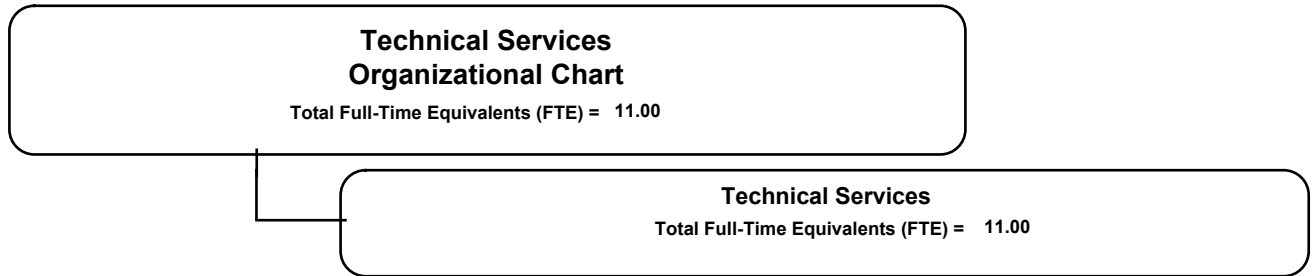 Technical Services
Organizational Chart
Total Full-Time Equivalents (FTE) = 11.00
Technical Services
Total Full-Time Equivalents (FTE) = 11.00